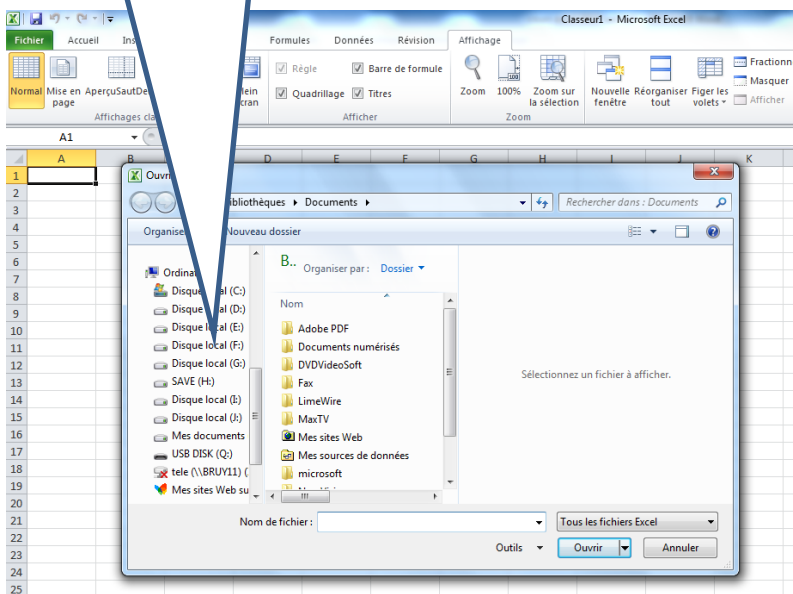 Classeur1 - Microsoft Excel
Fichier Accueil Formules Données Révision Affichage
Règle Barre de formule
Quadrillage Titres
Normal Mise en page
Zoom 100% Zoom sur la sélection
Nouvelle fenêtre Réorganiser tout Figer les volets
Fractionn
Masquer
Afficher
Affichages Afficher Zoom
A1
A B D E F G H I J K
1
2
3
4
5
6
7
8
9
10
11
12
13
14
15
16
17
18
19
20
21
22
23
24
25
Documents
Rechercher dans : Documents
Nouveau dossier
B..
Organiser par : Dossier
Nom
Disque local (C:)
Disque local (D:)
Disque local (E:)
Disque local (F:)
Disque local (G:)
SAVE (H:)
Disque local (I:)
Disque local (J:)
Mes documents
USB DISK (Q:)
tele (\\BRUY11) (
Mes sites Web su
Adobe PDF
Documents numérisés
DVDVideoSoft
Fax
LimeWire
MaxTV
Mes sites Web
Mes sources de données
microsoft
Sélectionnez un fichier à afficher.
Nom de fichier :
Tous les fichiers Excel
Outils Ouvrir Annuler